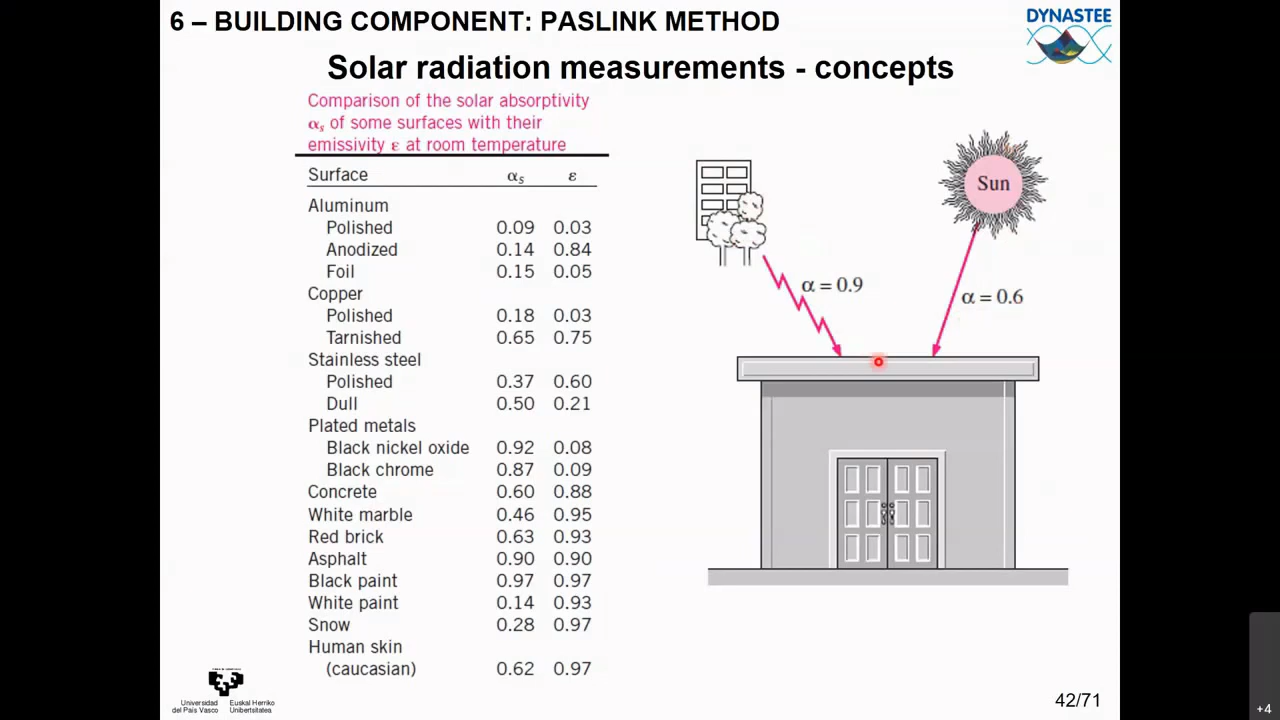 6 – BUILDING COMPONENT: PASLINK METHOD
DYNASTEE
Solar radiation measurements - concepts
Comparison of the solar absorptivity
αs of some surfaces with their
emissivity ε at room temperature
Surface αs ε
Aluminum
Polished 0.09 0.03
Anodized 0.14 0.84
Foil 0.15 0.05
Copper
Polished 0.18 0.03
Tarnished 0.65 0.75
Stainless steel
Polished 0.37 0.60
Dull 0.50 0.21
Plated metals
Black nickel oxide 0.92 0.08
Black chrome 0.87 0.09
Concrete 0.60 0.88
White marble 0.46 0.95
Red brick 0.63 0.93
Asphalt 0.90 0.90
Black paint 0.97 0.97
White paint 0.14 0.93
Snow 0.28 0.97
Human skin
(caucasian) 0.62 0.97
Sun
α = 0.9
α = 0.6
Universidad Euskal Herriko
del País Vasco Unibertsitatea
42/71
+4